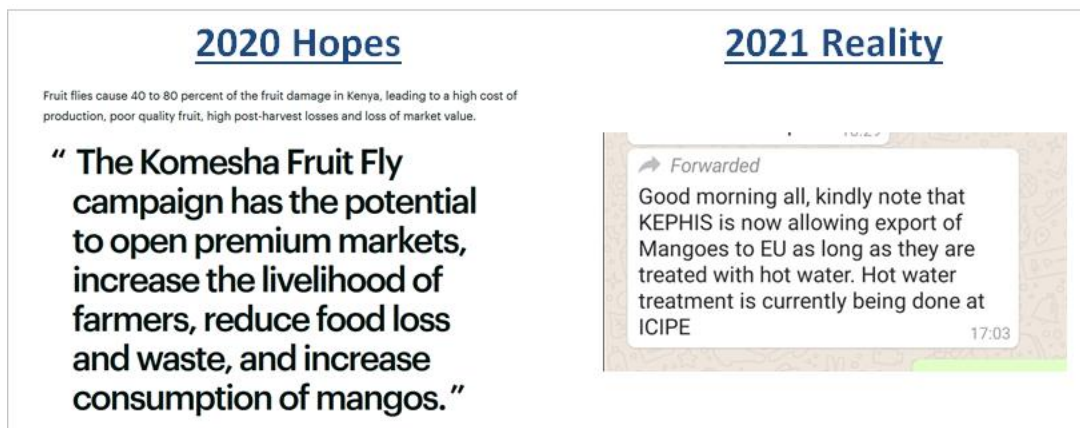 2020 Hopes
Fruit flies cause 40 to 80 percent of the fruit damage in Kenya, leading to a high cost of
production, poor quality fruit, high post-harvest losses and loss of market value.
“ The Komesha Fruit Fly
campaign has the potential
to open premium markets,
increase the livelihood of
farmers, reduce food loss
and waste, and increase
consumption of mangos. ”
2021 Reality
Forwarded
Good morning all, kindly note that
KEPHIS is now allowing export of
Mangoes to EU as long as they are
treated with hot water. Hot water
treatment is currently being done at
ICIPE
17:03